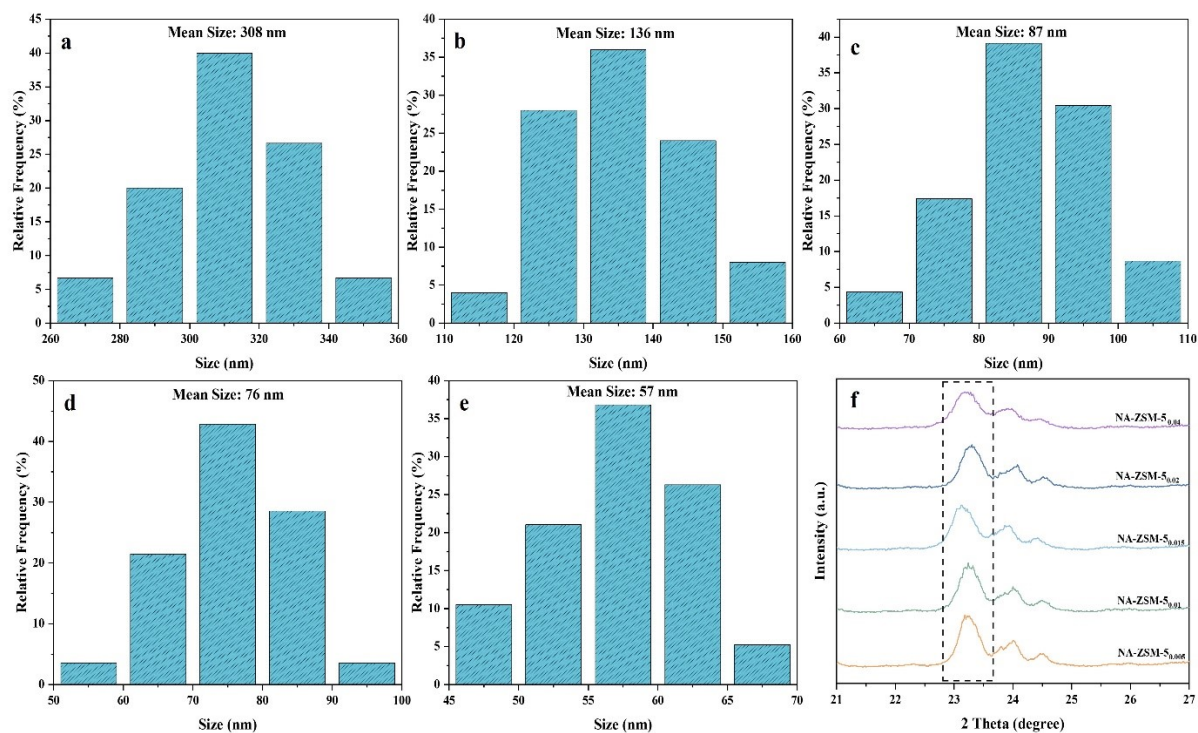 a
Mean Size: 308 nm
45
40
35
30
25
20
15
10
5
0
Relative Frequency (%)
260 280 300 320 340 360
Size (nm)
b
Mean Size: 136 nm
40
35
30
25
20
15
10
5
0
Relative Frequency (%)
110 120 130 140 150 160
Size (nm)
c
Mean Size: 87 nm
40
35
30
25
20
15
10
5
0
Relative Frequency (%)
60 70 80 90 100 110
Size (nm)
d
Mean Size: 76 nm
50
40
30
20
10
0
Relative Frequency (%)
50 60 70 80 90 100
Size (nm)
e
Mean Size: 57 nm
40
35
30
25
20
15
10
5
0
Relative Frequency (%)
45 50 55 60 65 70
Size (nm)
f
NA-ZSM-50.04
NA-ZSM-50.02
NA-ZSM-50.015
NA-ZSM-50.01
NA-ZSM-50.005
Intensity (a.u.)
21 22 23 24 25 26 27
2 Theta (degree)